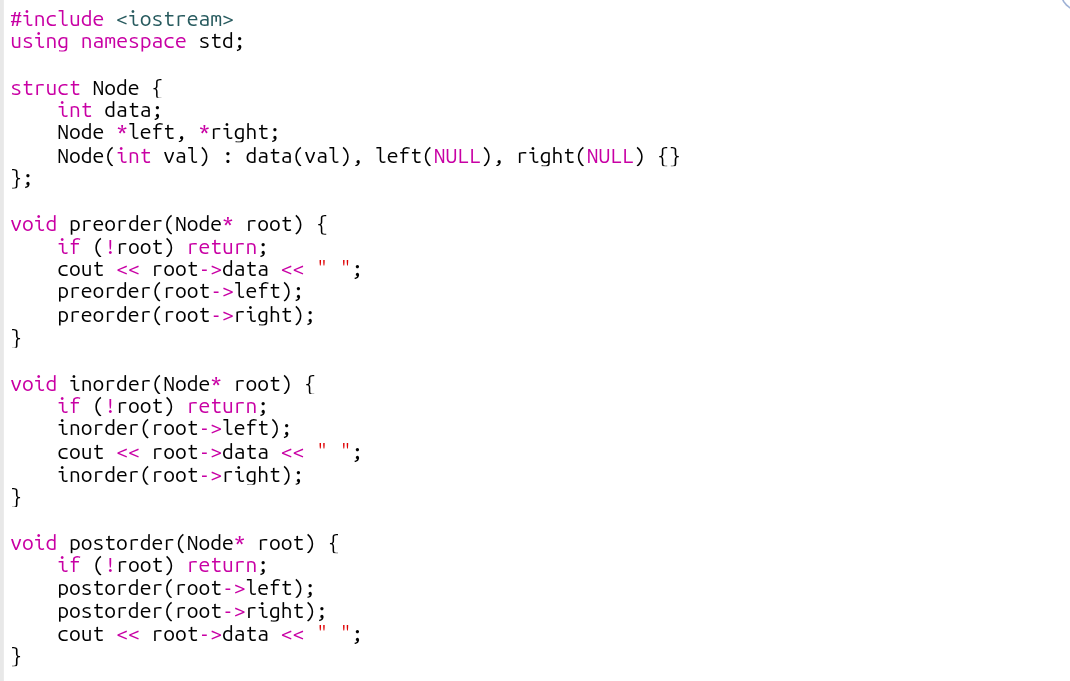 #include <iostream>
using namespace std;

struct Node {
    int data;
    Node *left, *right;
    Node(int val) : data(val), left(NULL), right(NULL) {}
};

void preorder(Node* root) {
    if (!root) return;
    cout << root->data << " ";
    preorder(root->left);
    preorder(root->right);
}

void inorder(Node* root) {
    if (!root) return;
    inorder(root->left);
    cout << root->data << " ";
    inorder(root->right);
}

void postorder(Node* root) {
    if (!root) return;
    postorder(root->left);
    postorder(root->right);
    cout << root->data << " ";
}